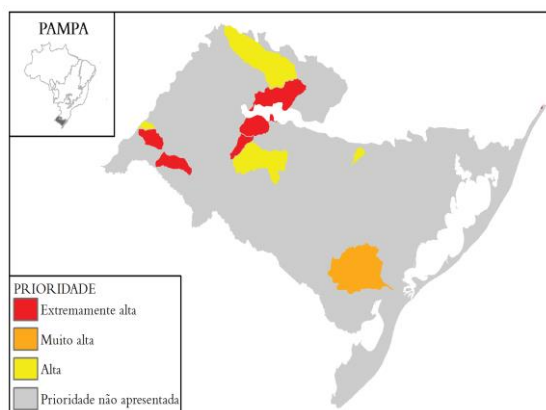 PAMPA
PRIORIDADE
Extremamente alta
Muito alta
Alta
Prioridade não apresentada